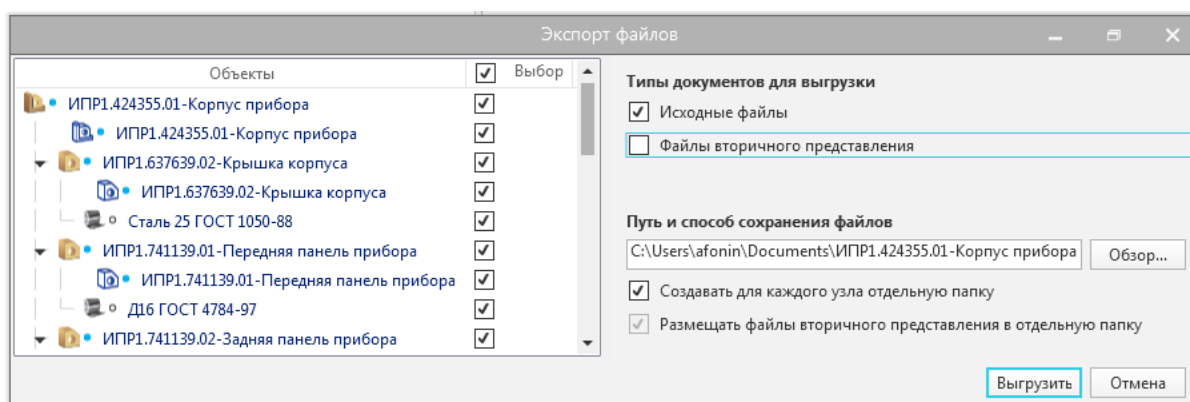 Экспорт файлов
Объекты Выбор
ИПР1.424355.01-Корпус прибора
ИПР1.424355.01-Корпус прибора
ИПР1.637639.02-Крышка корпуса
ИПР1.637639.02-Крышка корпуса
Сталь 25 ГОСТ 1050-88
ИПР1.741139.01-Передняя панель прибора
ИПР1.741139.01-Передняя панель прибора
Д16 ГОСТ 4784-97
ИПР1.741139.02-Задняя панель прибора
Типы документов для выгрузки
Исходные файлы
Файлы вторичного представления
Путь и способ сохранения файлов
C:\Users\afonin\Documents\ИПР1.424355.01-Корпус прибора Обзор...
Создавать для каждого узла отдельную папку
Размещать файлы вторичного представления в отдельную папку
Выгрузить Отмена